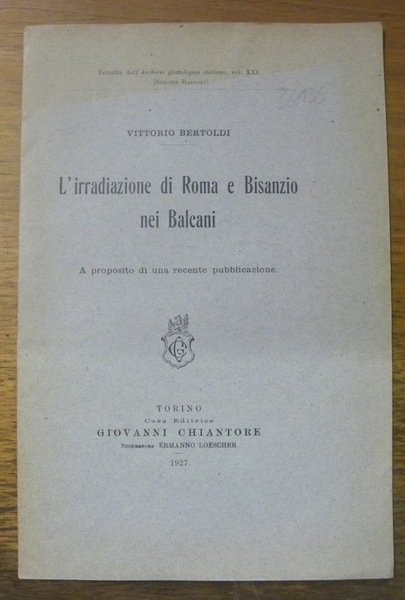 Estratto dall'Archivio glottologico italiano, vol. XXI
(Sezione Bartoli)
VITTORIO BERTOLDI
L'irradiazione di Roma e Bisanzio
nei Balcani
A proposito di una recente pubblicazione
TORINO
Casa Editrice
GIOVANNI CHIANTORE
Successore ERMANNO LOESCHER
1927